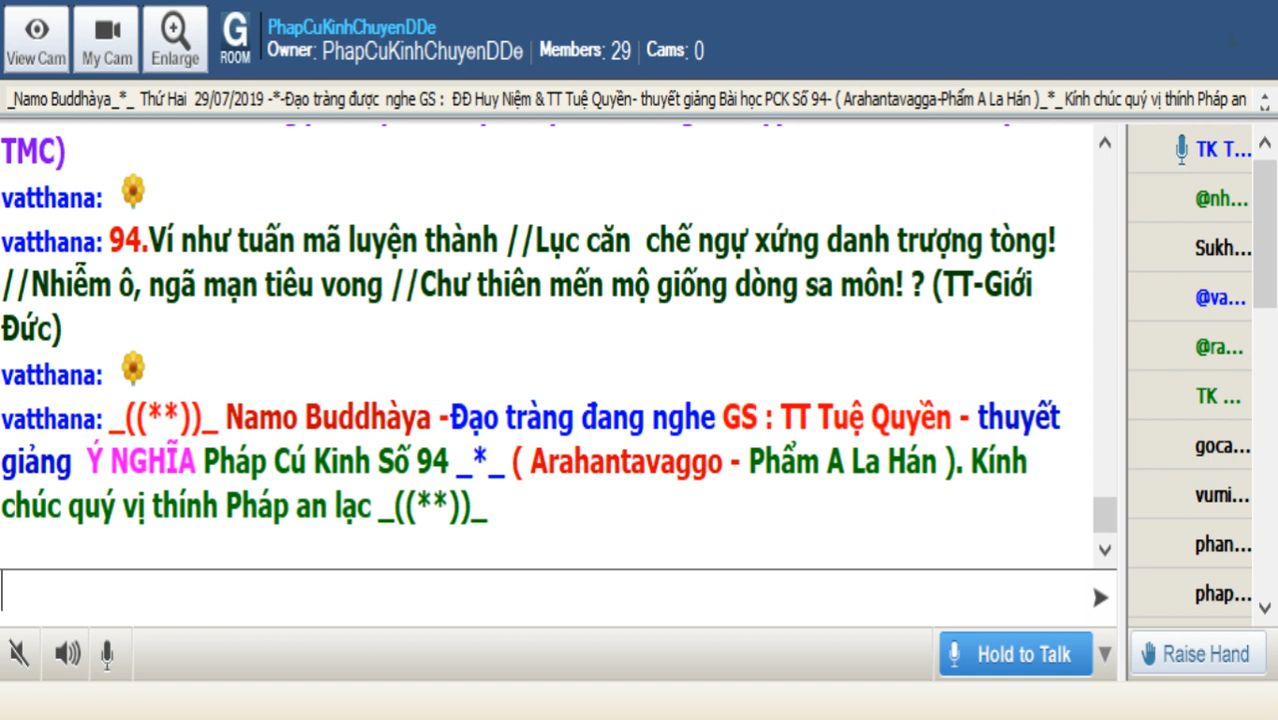 View Cam
My Cam
Enlarge
G
ROOM
PhapCuKinhChuyenDDe
Owner: PhapCuKinhChuyenDDe | Members: 29 | Cams: 0
_Namo Buddhàya_*_ Thứ Hai 29/07/2019 -*-Đạo tràng được nghe GS : ĐĐ Huy Niệm & TT Tuệ Quyền- thuyết giảng Bài học PCK Số 94- ( Arahantavagga-Phẩm A La Hán )_*_ Kính chúc quý vị thính Pháp an
TMC)
vatthana:
vatthana: 94.Ví như tuấn mã luyện thành //Lục căn chế ngự xứng danh trượng tòng!
//Nhiễm ô, ngã mạn tiêu vong //Chư thiên mến mộ giống dòng sa môn! ? (TT-Giới
Đức)
vatthana:
vatthana: _((**))_ Namo Buddhàya -Đạo tràng đang nghe GS : TT Tuệ Quyền - thuyết
giảng Ý NGHĨA Pháp Cú Kinh Số 94 _*_ ( Arahantavaggo - Phẩm A La Hán ). Kính
chúc quý vị thính Pháp an lạc _((**))_
TK T...
@nh...
Sukh...
@va...
@ra...
TK ...
goca...
vumi...
phan...
phap...
Hold to Talk
Raise Hand